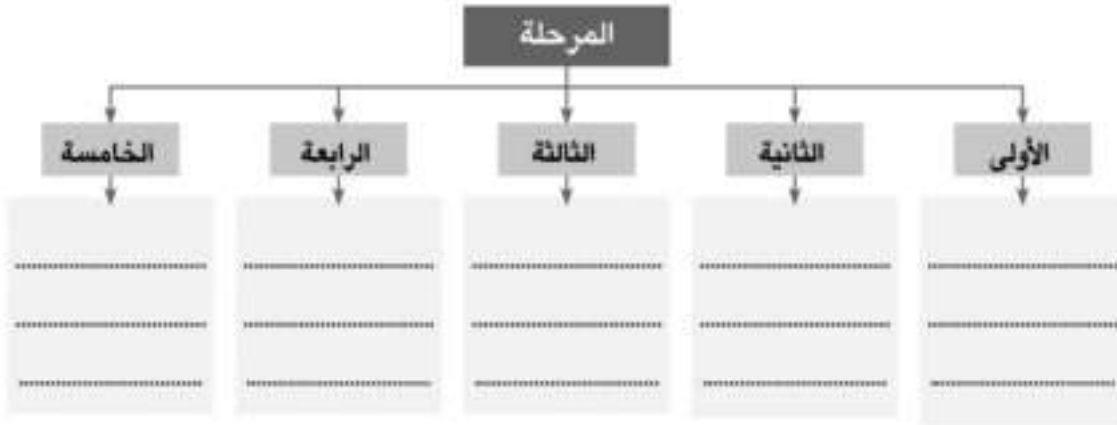 المرحلة
الأولى
الثانية
الثالثة
الرابعة
الخامسة